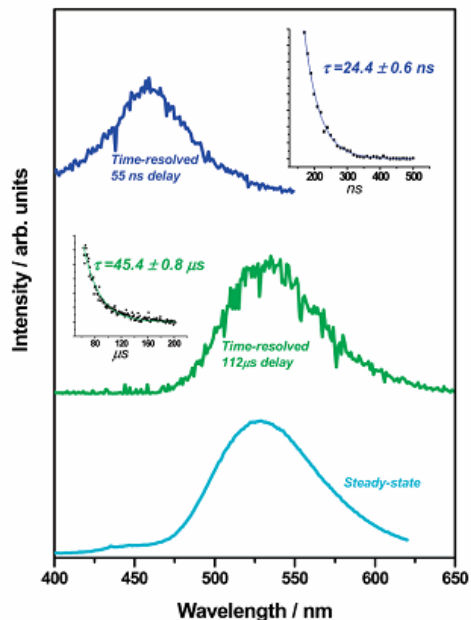 τ =24.4 ± 0.6 ns
200 300 400 500
ns
Time-resolved
55 ns delay
τ=45.4 ± 0.8 μs
80 120 160 200
μs
Time-resolved
112μs delay
Steady-state
Intensity / arb. units
400 450 500 550 600 650
Wavelength / nm